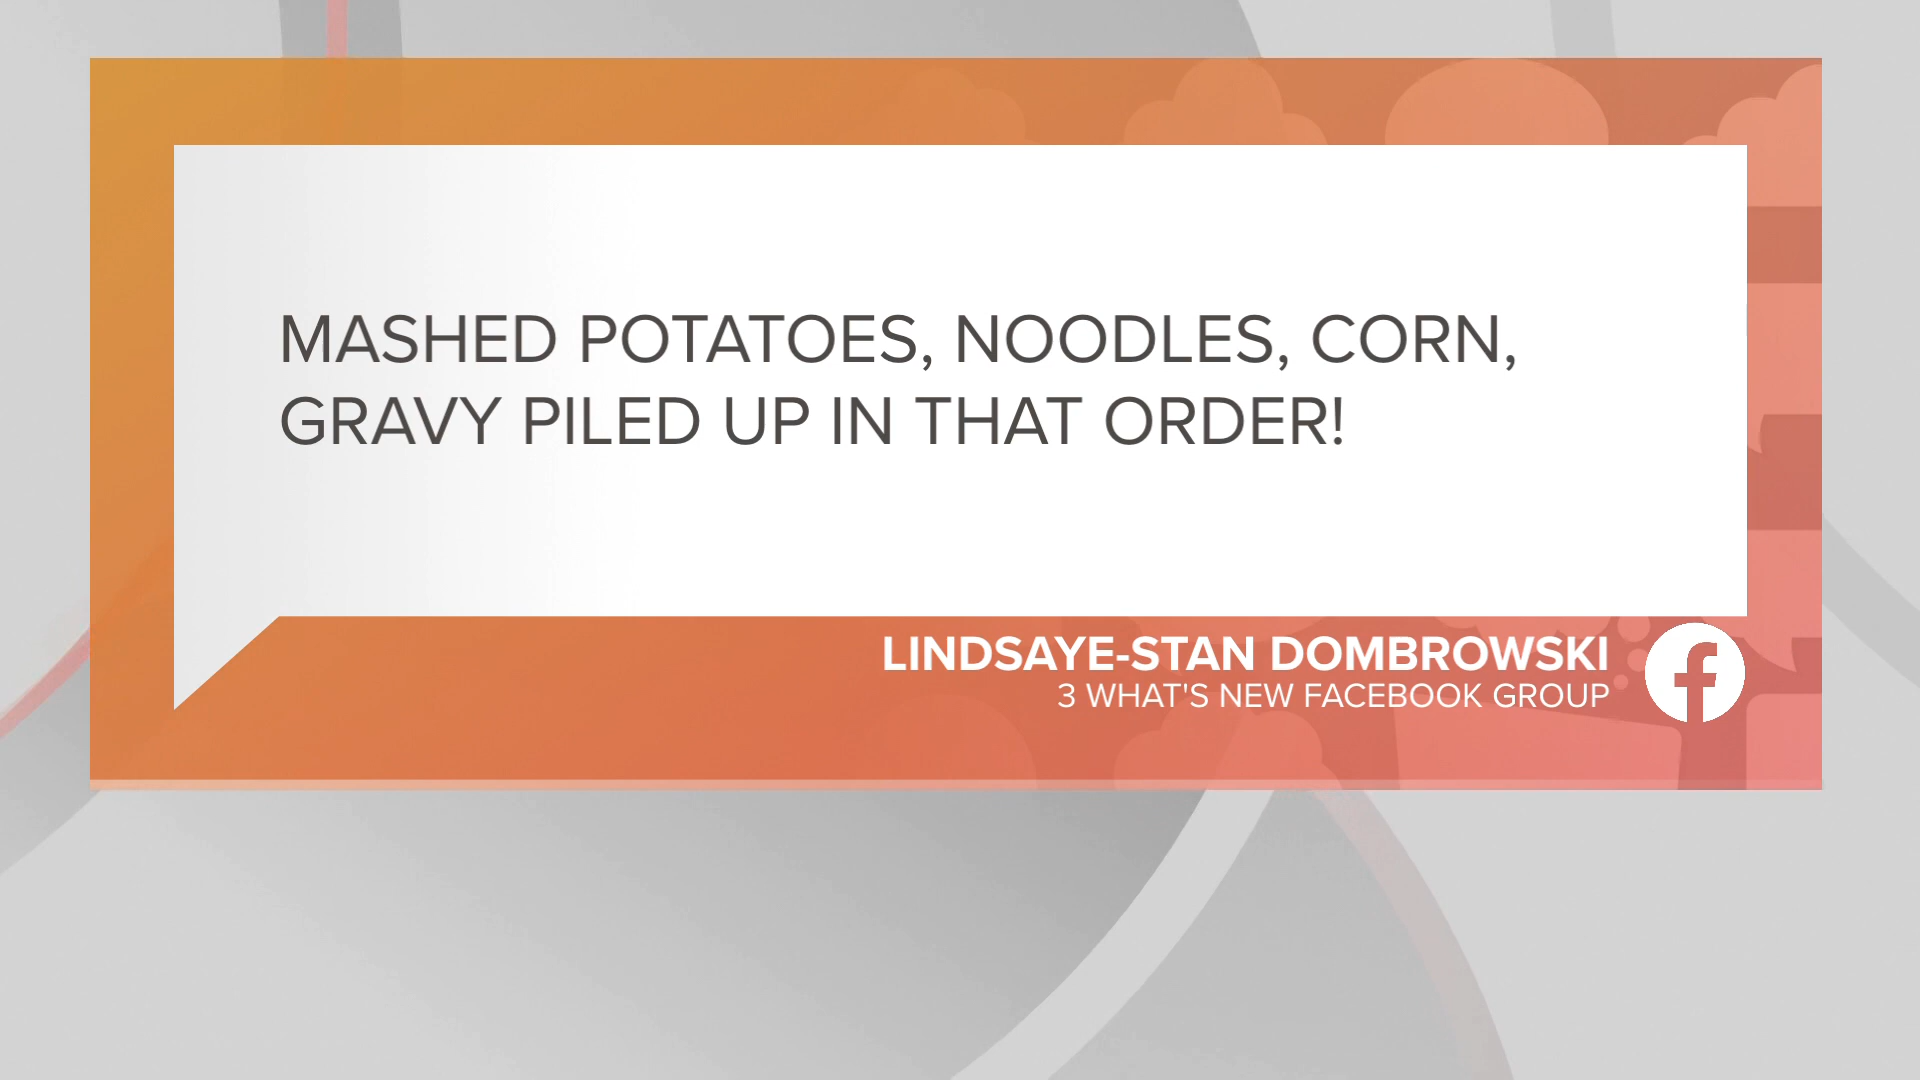 MASHED POTATOES, NOODLES, CORN,
GRAVY PILED UP IN THAT ORDER!
LINDSAYE-STAN DOMBROWSKI
3 WHAT'S NEW FACEBOOK GROUP